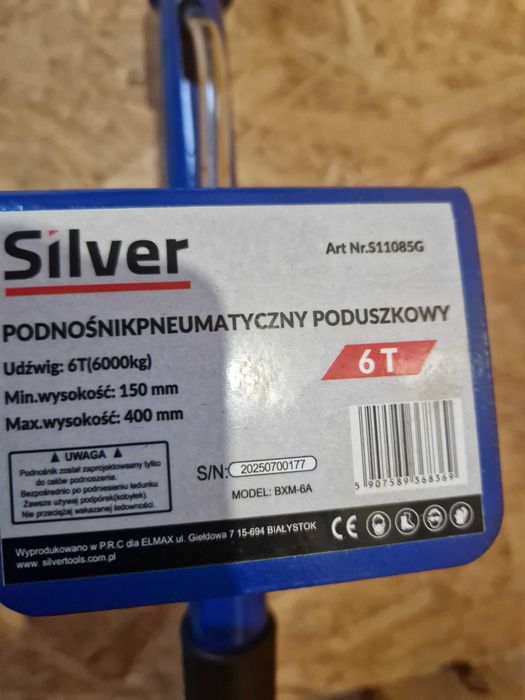 Silver
Art Nr.S11085G
PODNOŚNIKPNEUMATYCZNY PODUSZKOWY
Udźwig: 6T(6000kg)
6 T
Min.wysokość: 150 mm
Max.wysokość: 400 mm
UWAGA
Podnośnik został zaprojektowaany tylko
do celów podnoszenia.
Bezpośrednio po podniesieniu ładunku
Zawsze używaj podpórek(kobyłek).
Nie przeciążaj wskazanej ładowności.
S/N: 20250700177
MODEL: BXM-6A
5 907589 368369
CE
Wyprodukowano w P.R.C dla ELMAX ul. Giełdowa 7 15-694 BIAŁYSTOK
www.silvertools.com.pl